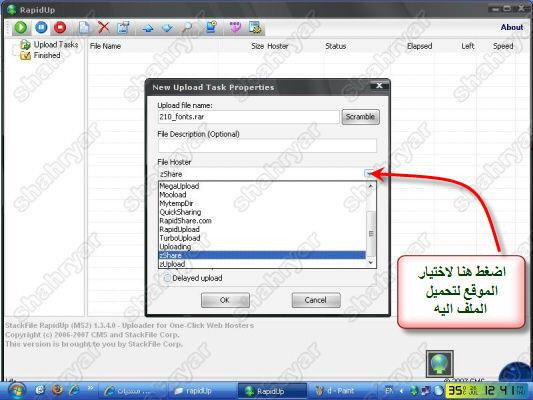 RapidUp
About
Upload Tasks
Finished
File Name Size Hoster Status Elapsed Left Speed
New Upload Task Properties
Upload file name:
210_fonts.rar
Scramble
File Description (Optional)
File Hoster
zShare
MegaUpload
Mooload
MytempDir
QuickSharing
RapidShare.com
RapidUpload
TurboUpload
Uploading
zShare
zUpload
Delayed upload
OK Cancel
اضغط هنا لاختيار
الموقع لتحميل
الملف اليه
StackFile RapidUp (MS2) 1.3.4.0 - Uploader for One-Click Web Hosters
Copyright (c) 2006-2007 CMS and StackFile Corp.
This version is brought to you by StackFile Corp.
shahryar
rapidUp
RapidUp
d - Paint
EN
12:41